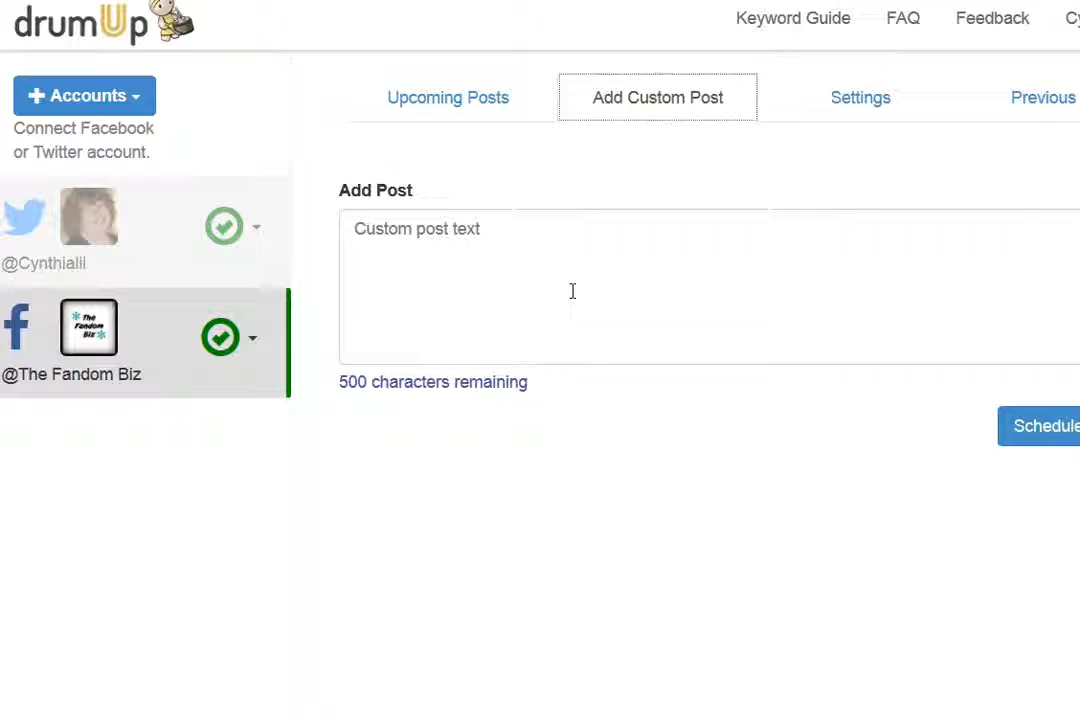 drumUp
Keyword Guide FAQ Feedback Cy
Accounts
Connect Facebook
or Twitter account.
@Cynthialil
The Fandom Biz
@The Fandom Biz
Upcoming Posts Add Custom Post Settings Previous
Add Post
Custom post text
500 characters remaining
Schedule